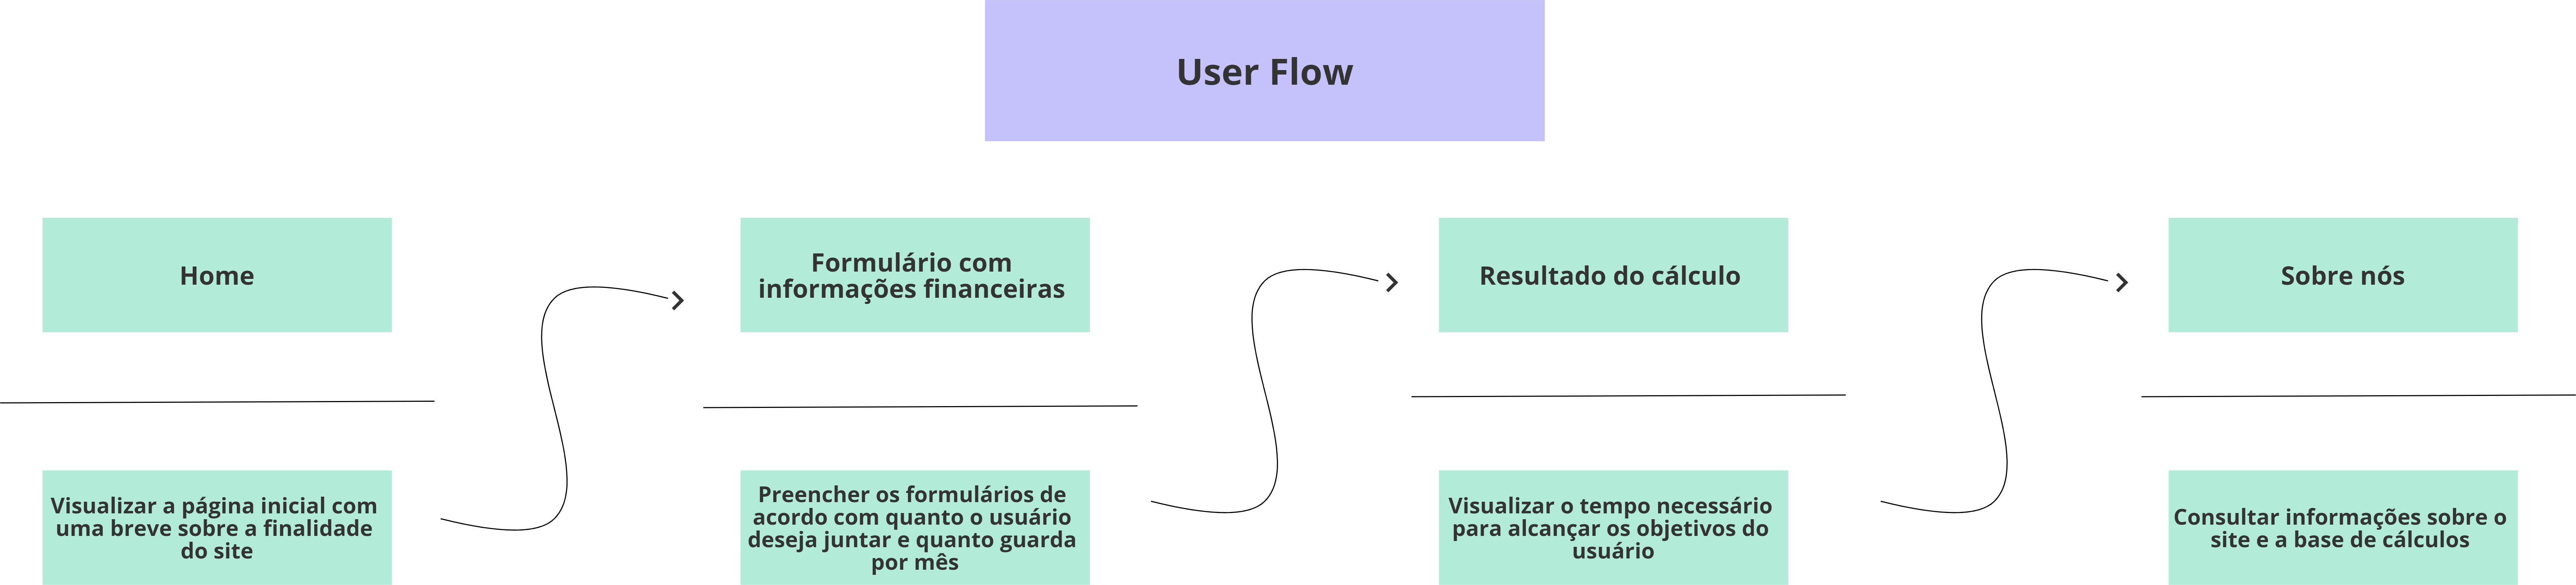 User Flow
Home
Formulário com
informações financeiras
Resultado do cálculo
Sobre nós
Visualizar a página inicial com
uma breve sobre a finalidade
do site
Preencher os formulários de
acordo com quanto o usuário
deseja juntar e quanto guarda
por mês
Visualizar o tempo necessário
para alcançar os objetivos do
usuário
Consultar informações sobre o
site e a base de cálculos